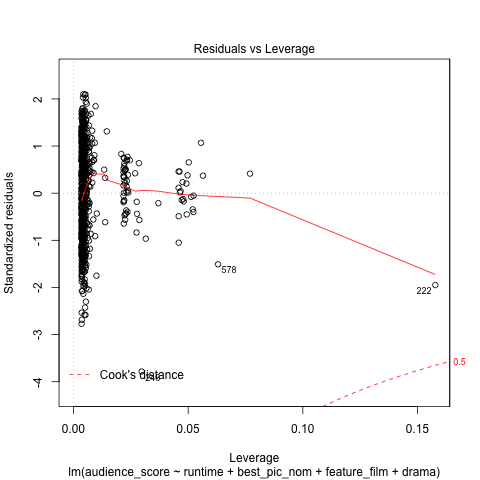 Residuals vs Leverage
Standardized residuals
2
1
0
-1
-2
-3
-4
578
222
0.5
Cook's distance
0.00
0.05
0.10
0.15
Leverage
lm(audience_score ~ runtime + best_pic_nom + feature_film + drama)